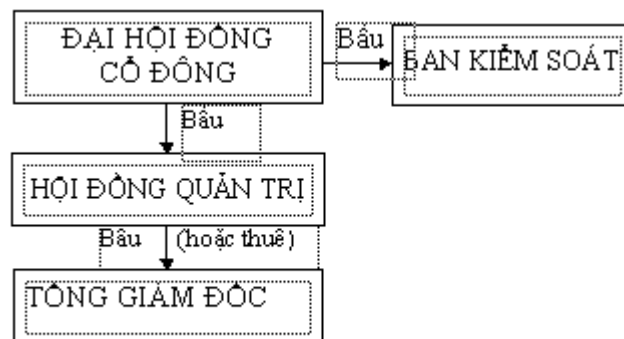 ĐẠI HỘI ĐỒNG
CỔ ĐÔNG
Bầu
BAN KIỂM SOÁT
Bầu
HỘI ĐỒNG QUẢN TRỊ
Bầu (hoặc thuê)
TỔNG GIÁM ĐỐC